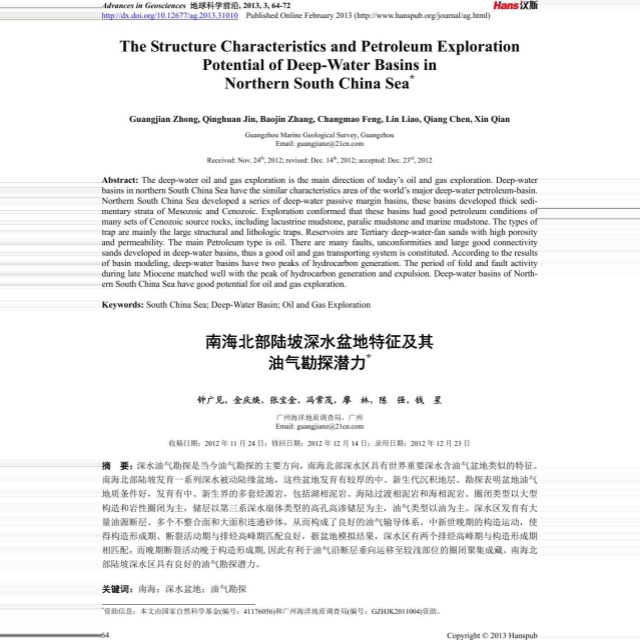 Advances in Geosciences 地球科学前沿, 2013, 3, 64-72
http://dx.doi.org/10.12677/ag.2013.31010 Published Online February 2013 (http://www.hanspub.org/journal/ag.html)
Hans汉斯
The Structure Characteristics and Petroleum Exploration
Potential of Deep-Water Basins in
Northern South China Sea*
Guangjian Zhong, Qinghuan Jin, Baojin Zhang, Changmao Feng, Lin Liao, Qiang Chen, Xin Qian
Guangzhou Marine Geological Survey, Guangzhou
Email: guangjianz@21cn.com
Received: Nov. 24th, 2012; revised: Dec. 14th, 2012; accepted: Dec. 23rd, 2012
Abstract: The deep-water oil and gas exploration is the main direction of today's oil and gas exploration. Deep-water
basins in northern South China Sea have the similar characteristics area of the world's major deep-water petroleum-basin.
Northern South China Sea developed a series of deep-water passive margin basins, these basins developed thick sedi-
mentary strata of Mesozoic and Cenozoic. Exploration conformed that these basins had good petroleum conditions of
many sets of Cenozoic source rocks, including lacustrine mudstone, paralic mudstone and marine mudstone. The types of
trap are mainly the large structural and lithologic traps. Reservoirs are Tertiary deep-water-fan sands with high porosity
and permeability. The main Petroleum type is oil. There are many faults, unconformities and large good connectivity
sands developed in deep-water basins, thus a good oil and gas transporting system is constituted. According to the results
of basin modeling, deep-water basins have two peaks of hydrocarbon generation. The period of fold and fault activity
during late Miocene matched well with the peak of hydrocarbon generation and expulsion. Deep-water basins of North-
ern South China Sea have good potential for oil and gas exploration.
Keywords: South China Sea; Deep-Water Basin; Oil and Gas Exploration
南海北部陆坡深水盆地特征及其
油气勘探潜力*
钟广见，金庆焕，张宝金，冯常茂，廖 林，陈 强，钱 星
广州海洋地质调查局，广州
Email: guangjianz@21cn.com
收稿日期：2012 年 11 月 24 日；修回日期：2012 年 12 月 14 日；录用日期：2012 年 12 月 23 日
摘 要：深水油气勘探是当今油气勘探的主要方向，南海北部深水区具有世界重要深水含油气盆地类似的特征。
南海北部陆坡发育一系列深水被动陆缘盆地，这些盆地发育有较厚的中、新生代沉积地层。勘探表明盆地油气
地质条件好，发育有中、新生界的多套烃源岩，包括湖相泥岩、海陆过渡相泥岩和海相泥岩。圈闭类型以大型
构造和岩性圈闭为主，储层以第三系深水扇体类型的高孔高渗储层为主，油气类型以油为主。深水区发育有大
量油源断层、多个不整合面和大面积连通砂体，从而构成了良好的油气输导体系。中新世晚期的构造运动，使
得构造形成期、断裂活动期与排烃高峰期匹配良好，据盆地模拟结果，深水区有两个排烃高峰期与构造形成期
相匹配，而晚期断裂活动晚于构造形成期，因此有利于油气沿断层垂向运移至较浅部位的圈闭聚集成藏。南海北
部陆坡深水区具有良好的油气勘探潜力。
关键词：南海；深水盆地；油气勘探
*资助信息：本文由国家自然科学基金(编号：41176056)和广州海洋地质调查局(编号：GZHJK2011004)资助。
64
Copyright © 2013 Hanspub